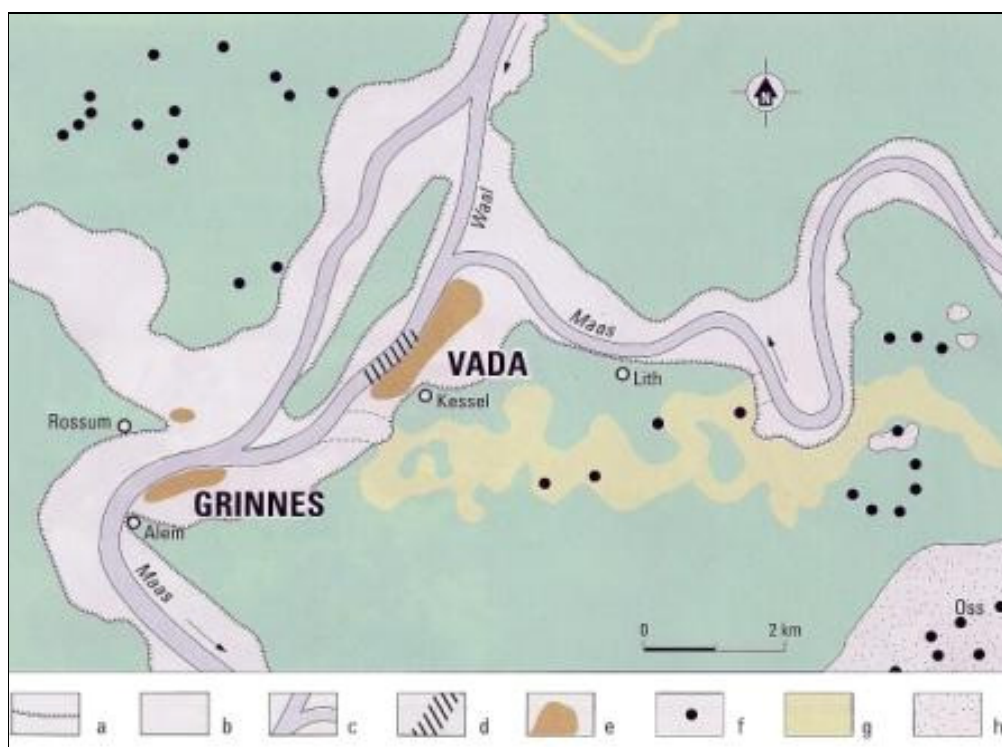 N
Waal
Maas
VADA
Lith
Kessel
Rossum
GRINNES
Alem
Maas
Oss
0 2 km
a b c d e f g h